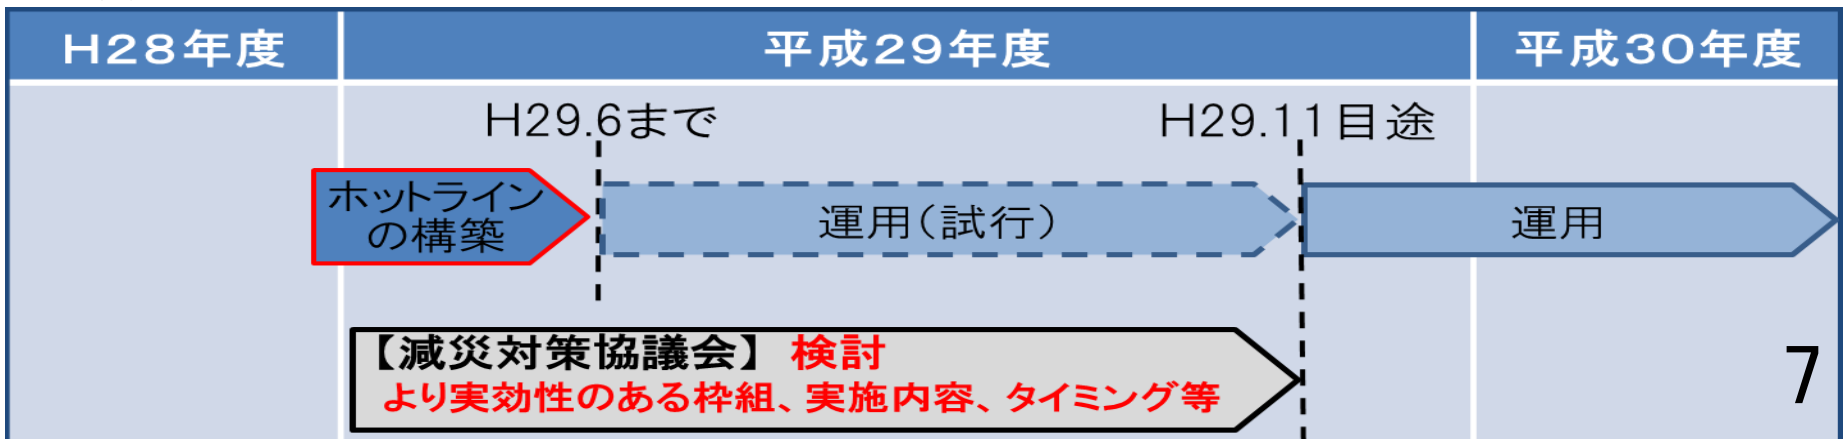 H28年度
平成29年度
平成30年度
H29.6まで
H29.11目途
ホットライン
の構築
運用(試行)
運用
【減災対策協議会】 検討
より実効性のある枠組、実施内容、タイミング等
7